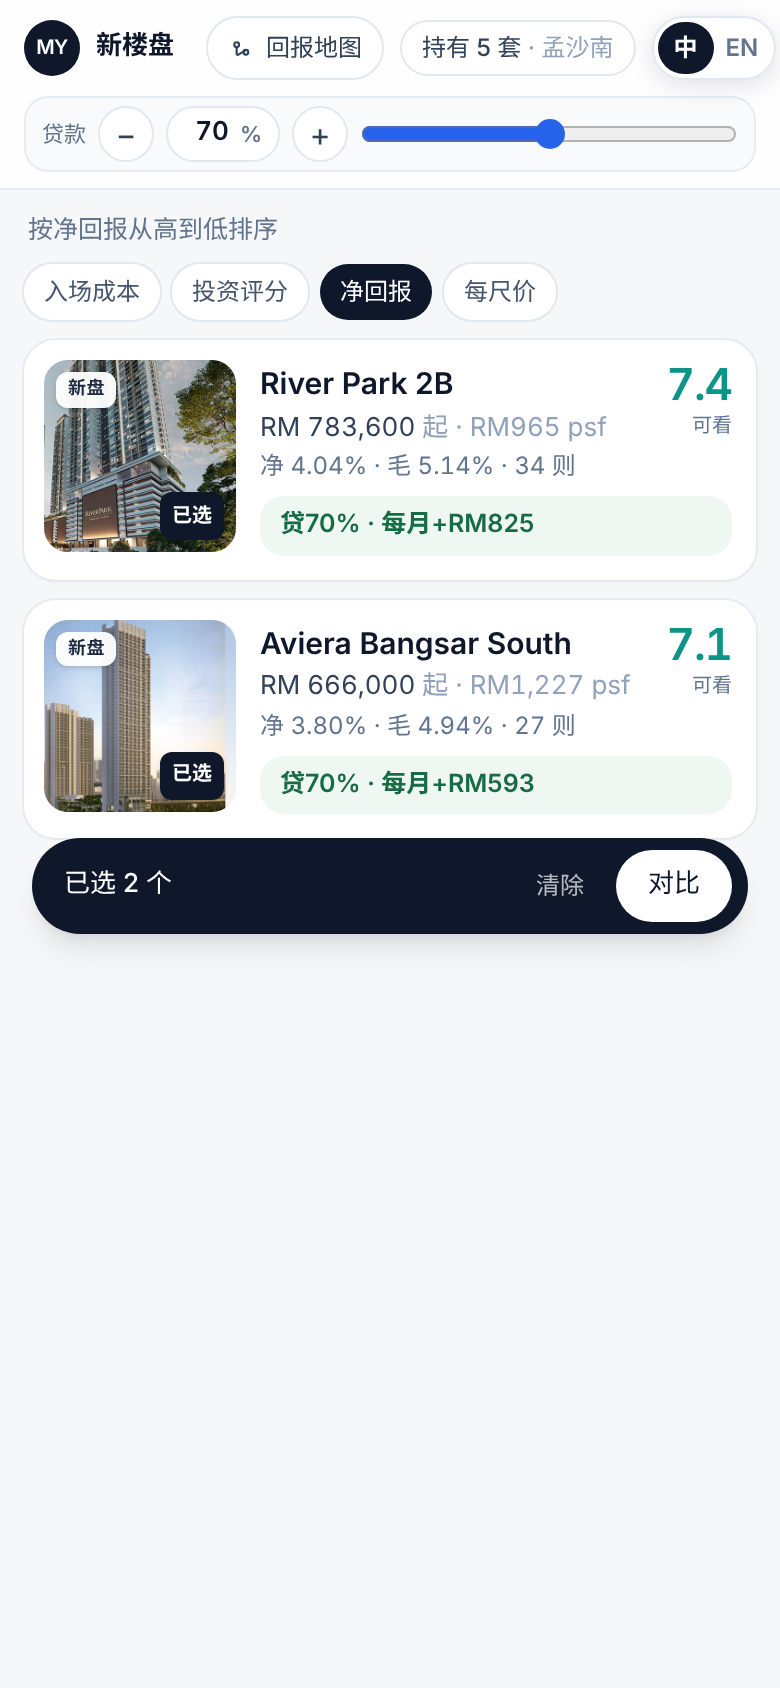 MY 新楼盘 回报地图 持有 5 套 · 孟沙南 中 EN
贷款 − 70 % +
按净回报从高到低排序
入场成本 投资评分 净回报 每尺价
新盘
RIVER PARK
已选
River Park 2B
RM 783,600 起 · RM965 psf
净 4.04% · 毛 5.14% · 34 则
贷70% · 每月+RM825
7.4
可看
新盘
已选
Aviera Bangsar South
RM 666,000 起 · RM1,227 psf
净 3.80% · 毛 4.94% · 27 则
贷70% · 每月+RM593
7.1
可看
已选 2 个 清除 对比